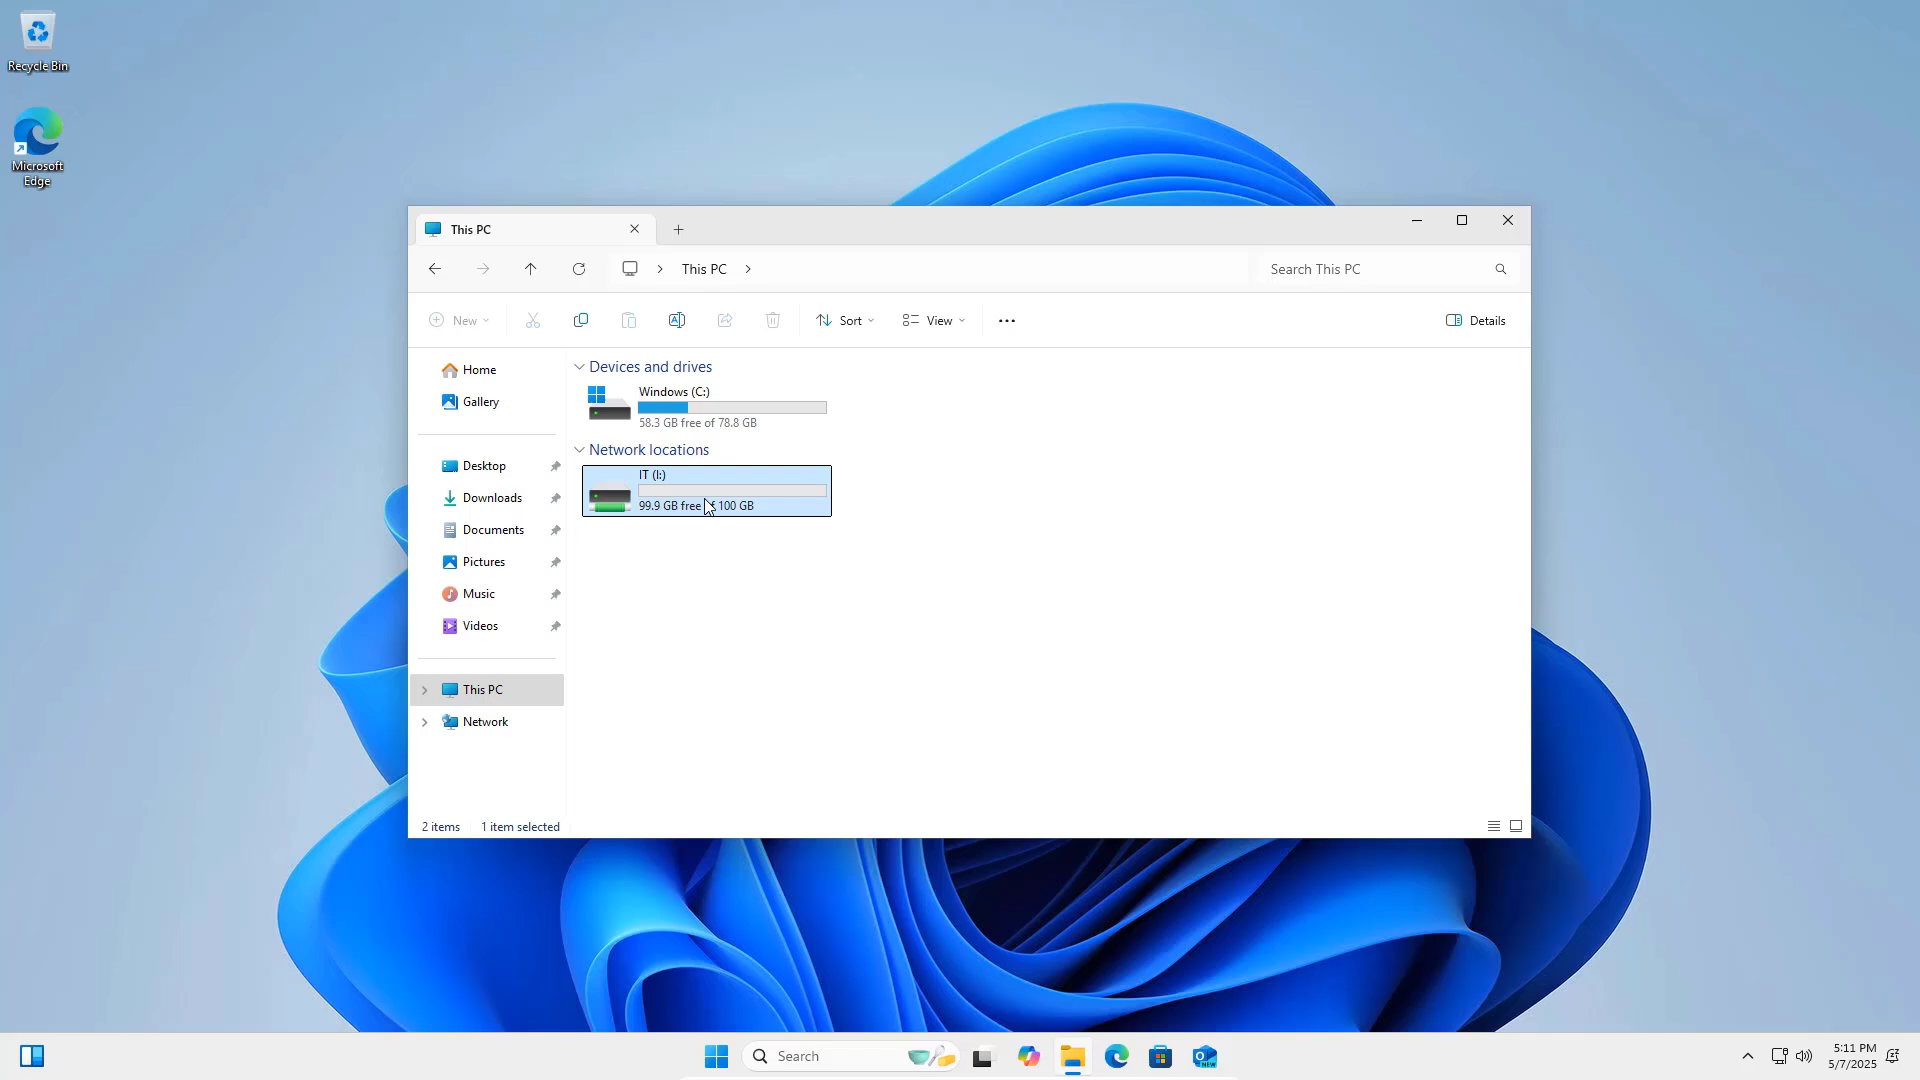 Recycle Bin
Microsoft
Edge
This PC
This PC
Search This PC
New
Sort
View
Details
Home
Gallery
Desktop
Downloads
Documents
Pictures
Music
Videos
This PC
Network
Devices and drives
Windows (C:)
58.3 GB free of 78.8 GB
Network locations
IT (I:)
99.9 GB free of 100 GB
2 items
1 item selected
Search
5:11 PM
5/7/2025